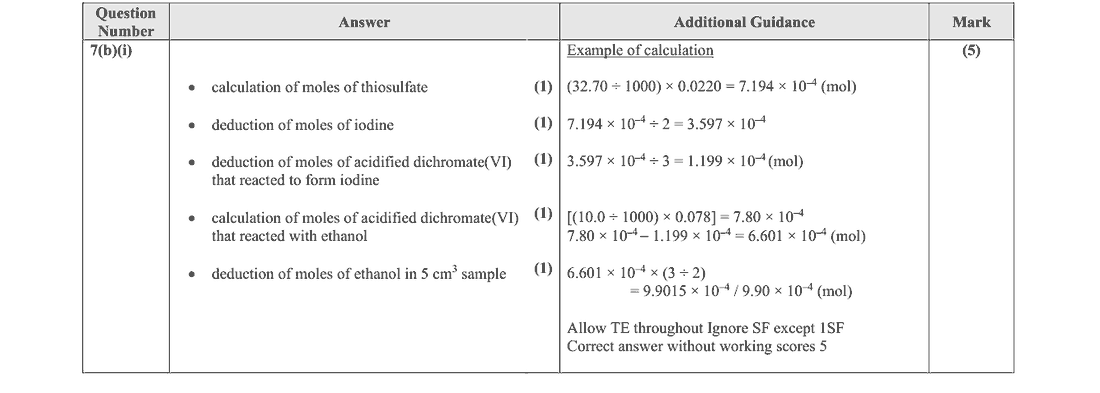 Question Number | Answer | Additional Guidance | Mark
7(b)(i) | Example of calculation | (5)
• calculation of moles of thiosulfate (1) | (32.70 ÷ 1000) × 0.0220 = 7.194 × 10⁻⁴ (mol)
• deduction of moles of iodine (1) | 7.194 × 10⁻⁴ ÷ 2 = 3.597 × 10⁻⁴
• deduction of moles of acidified dichromate(VI) (1) | 3.597 × 10⁻⁴ ÷ 3 = 1.199 × 10⁻⁴ (mol)
that reacted to form iodine
• calculation of moles of acidified dichromate(VI) (1) | [(10.0 ÷ 1000) × 0.078] = 7.80 × 10⁻⁴
that reacted with ethanol | 7.80 × 10⁻⁴ – 1.199 × 10⁻⁴ = 6.601 × 10⁻⁴ (mol)
• deduction of moles of ethanol in 5 cm³ sample (1) | 6.601 × 10⁻⁴ × (3 ÷ 2)
= 9.9015 × 10⁻⁴ / 9.90 × 10⁻⁴ (mol)
Allow TE throughout Ignore SF except 1SF
Correct answer without working scores 5